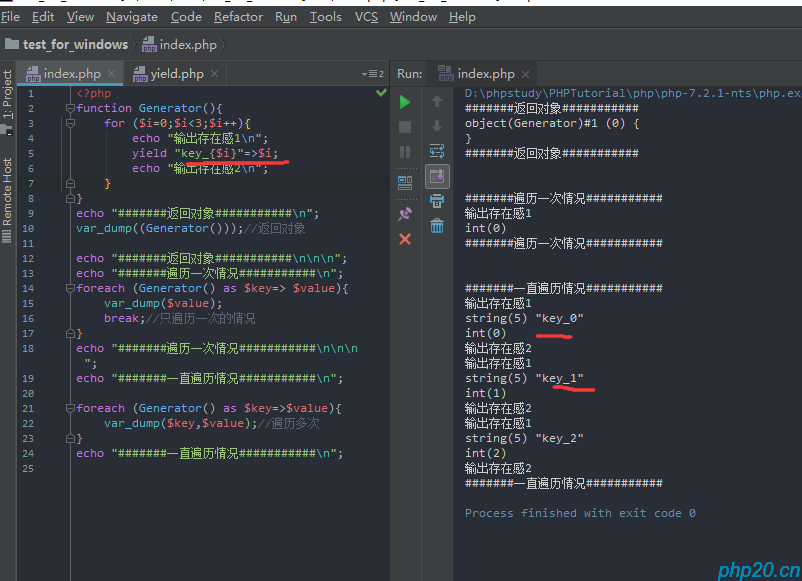 File Edit View Navigate Code Refactor Run Tools VCS Window Help
test_for_windows index.php
1: Project
Remote Host
index.php × yield.php × 2
1 <?php
2 function Generator(){
3 for ($i=0;$i<3;$i++){
4 echo "输出存在感1\n";
5 yield "key_{$i}"=>$i;
6 echo "输出存在感2\n";
7 }
8 }
9 echo "#######返回对象###########\n";
10 var_dump((Generator()));//返回对象
11
12 echo "#######返回对象###########\n\n\n";
13 echo "#######遍历一次情况###########\n";
14 foreach (Generator() as $key=> $value){
15 var_dump($value);
16 break;//只遍历一次的情况
17 }
18 echo "#######遍历一次情况###########\n\n\n
";
19 echo "#######一直遍历情况###########\n";
20
21 foreach (Generator() as $key=>$value){
22 var_dump($key,$value);//遍历多次
23 }
24 echo "#######一直遍历情况###########\n";
25
Run: index.php ×
D:\phpstudy\PHPTutorial\php\php-7.2.1-nts\php.ex
#######返回对象###########
object(Generator)#1 (0) {
}
#######返回对象###########
#######遍历一次情况###########
输出存在感1
int(0)
#######遍历一次情况###########
#######一直遍历情况###########
输出存在感1
string(5) "key_0"
int(0)
输出存在感2
输出存在感1
string(5) "key_1"
int(1)
输出存在感2
输出存在感1
string(5) "key_2"
int(2)
输出存在感2
#######一直遍历情况###########
Process finished with exit code 0
php20.cn